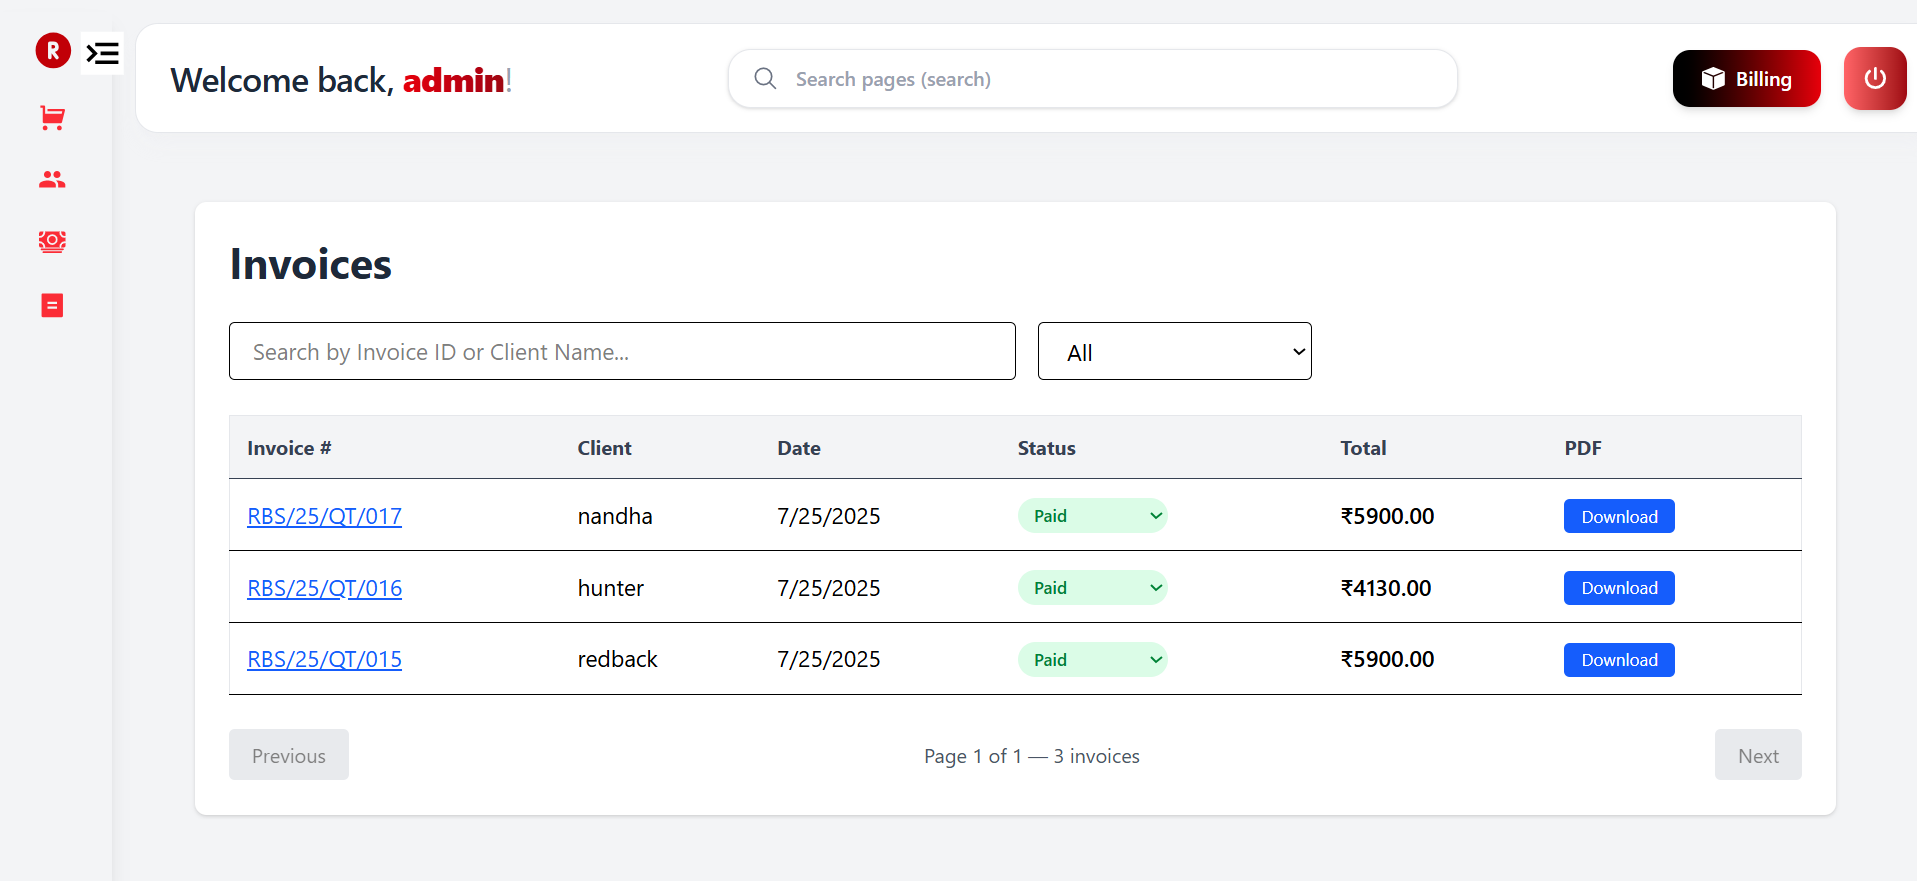 R
Welcome back, admin!
Search pages (search)
Billing
Invoices
Search by Invoice ID or Client Name...
All
Invoice # Client Date Status Total PDF
RBS/25/QT/017 nandha 7/25/2025 Paid ₹5900.00 Download
RBS/25/QT/016 hunter 7/25/2025 Paid ₹4130.00 Download
RBS/25/QT/015 redback 7/25/2025 Paid ₹5900.00 Download
Previous Page 1 of 1 — 3 invoices Next